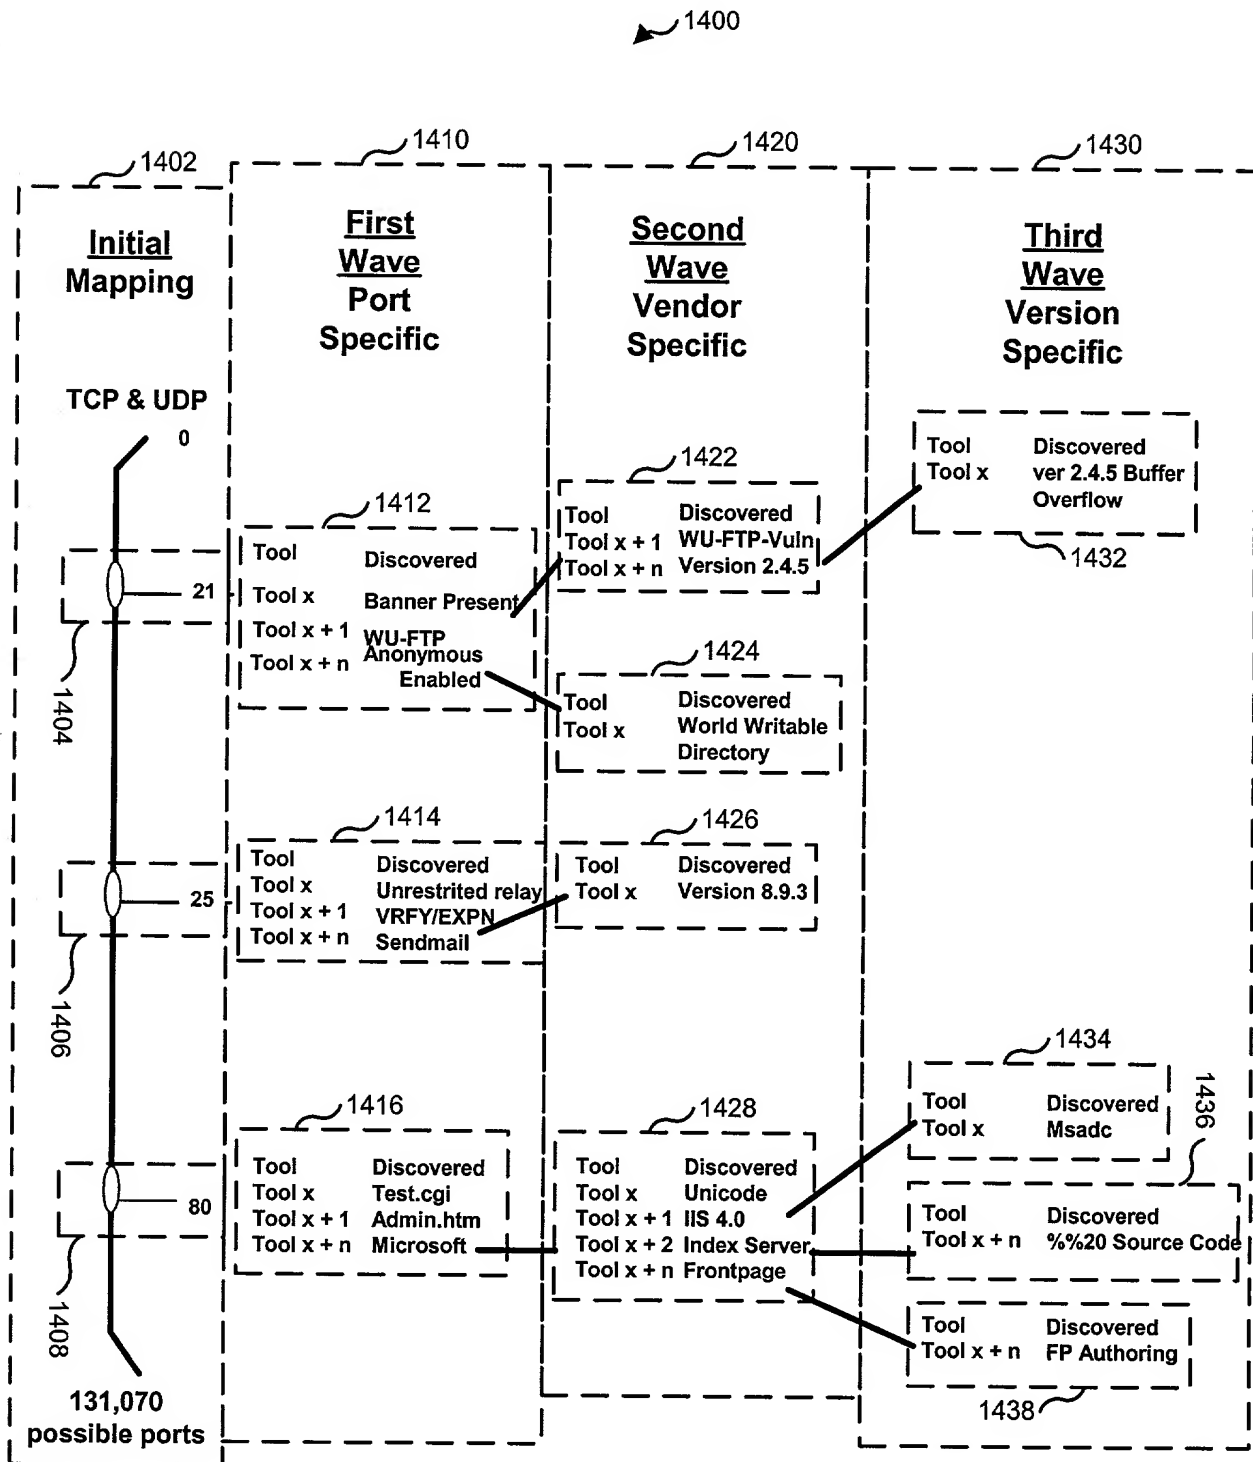 1400
1402
Initial
Mapping
TCP & UDP
0
21
1404
25
1406
80
1408
131,070
possible ports
1410
First
Wave
Port
Specific
1412
Tool Discovered
Tool x Banner Present
Tool x + 1 WU-FTP
Tool x + n Anonymous
Enabled
1414
Tool Discovered
Tool x Unrestrited relay
Tool x + 1 VRFY/EXPN
Tool x + n Sendmail
1416
Tool Discovered
Tool x Test.cgi
Tool x + 1 Admin.htm
Tool x + n Microsoft
1420
Second
Wave
Vendor
Specific
1422
Tool Discovered
Tool x + 1 WU-FTP-Vuln
Tool x + n Version 2.4.5
1424
Tool Discovered
Tool x World Writable
Directory
1426
Tool Discovered
Tool x Version 8.9.3
1428
Tool Discovered
Tool x Unicode
Tool x + 1 IIS 4.0
Tool x + 2 Index Server
Tool x + n Frontpage
1430
Third
Wave
Version
Specific
Tool Discovered
Tool x ver 2.4.5 Buffer
Overflow
1432
1434
Tool Discovered
Tool x Msadc
1436
Tool Discovered
Tool x + n %%20 Source Code
Tool Discovered
Tool x + n FP Authoring
1438